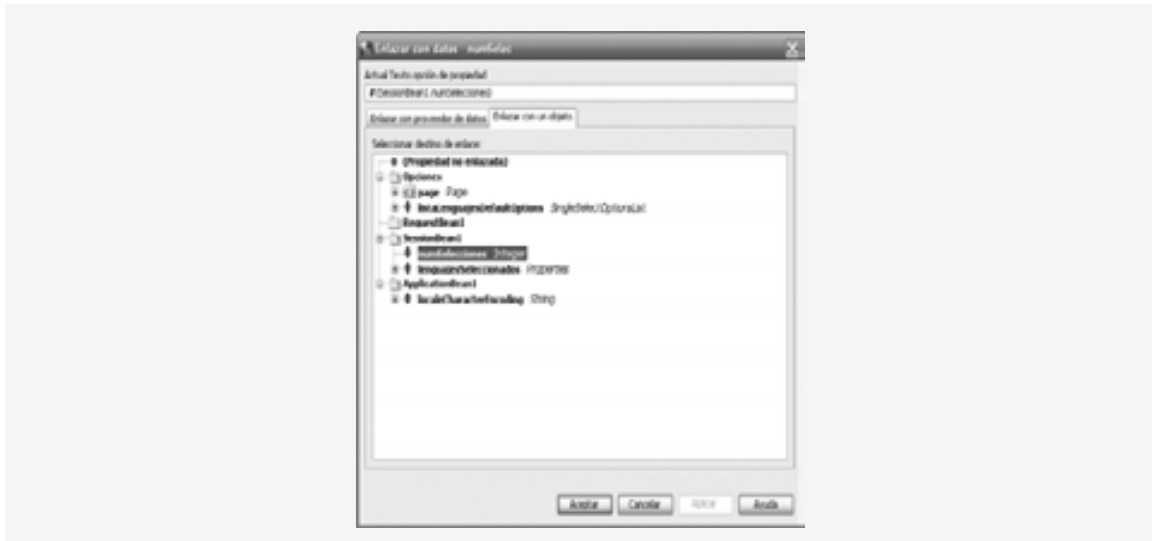 Enlazar con datos - numSelec
Actual Texto opción de propiedad:
#{SessionBean1.numSelecciones}
Enlazar con proveedor de datos Enlazar con un objeto
Seleccionar destino de enlace:
(Propiedad no enlazada)
Opciones
page Page
SingleSelectOptionsList
RequestBean1
SessionBean1
numSelecciones Integer
lenguajesSeleccionados Properties
ApplicationBean1
localeCharacterEncoding String
Aceptar Cancelar Aplicar Ayuda